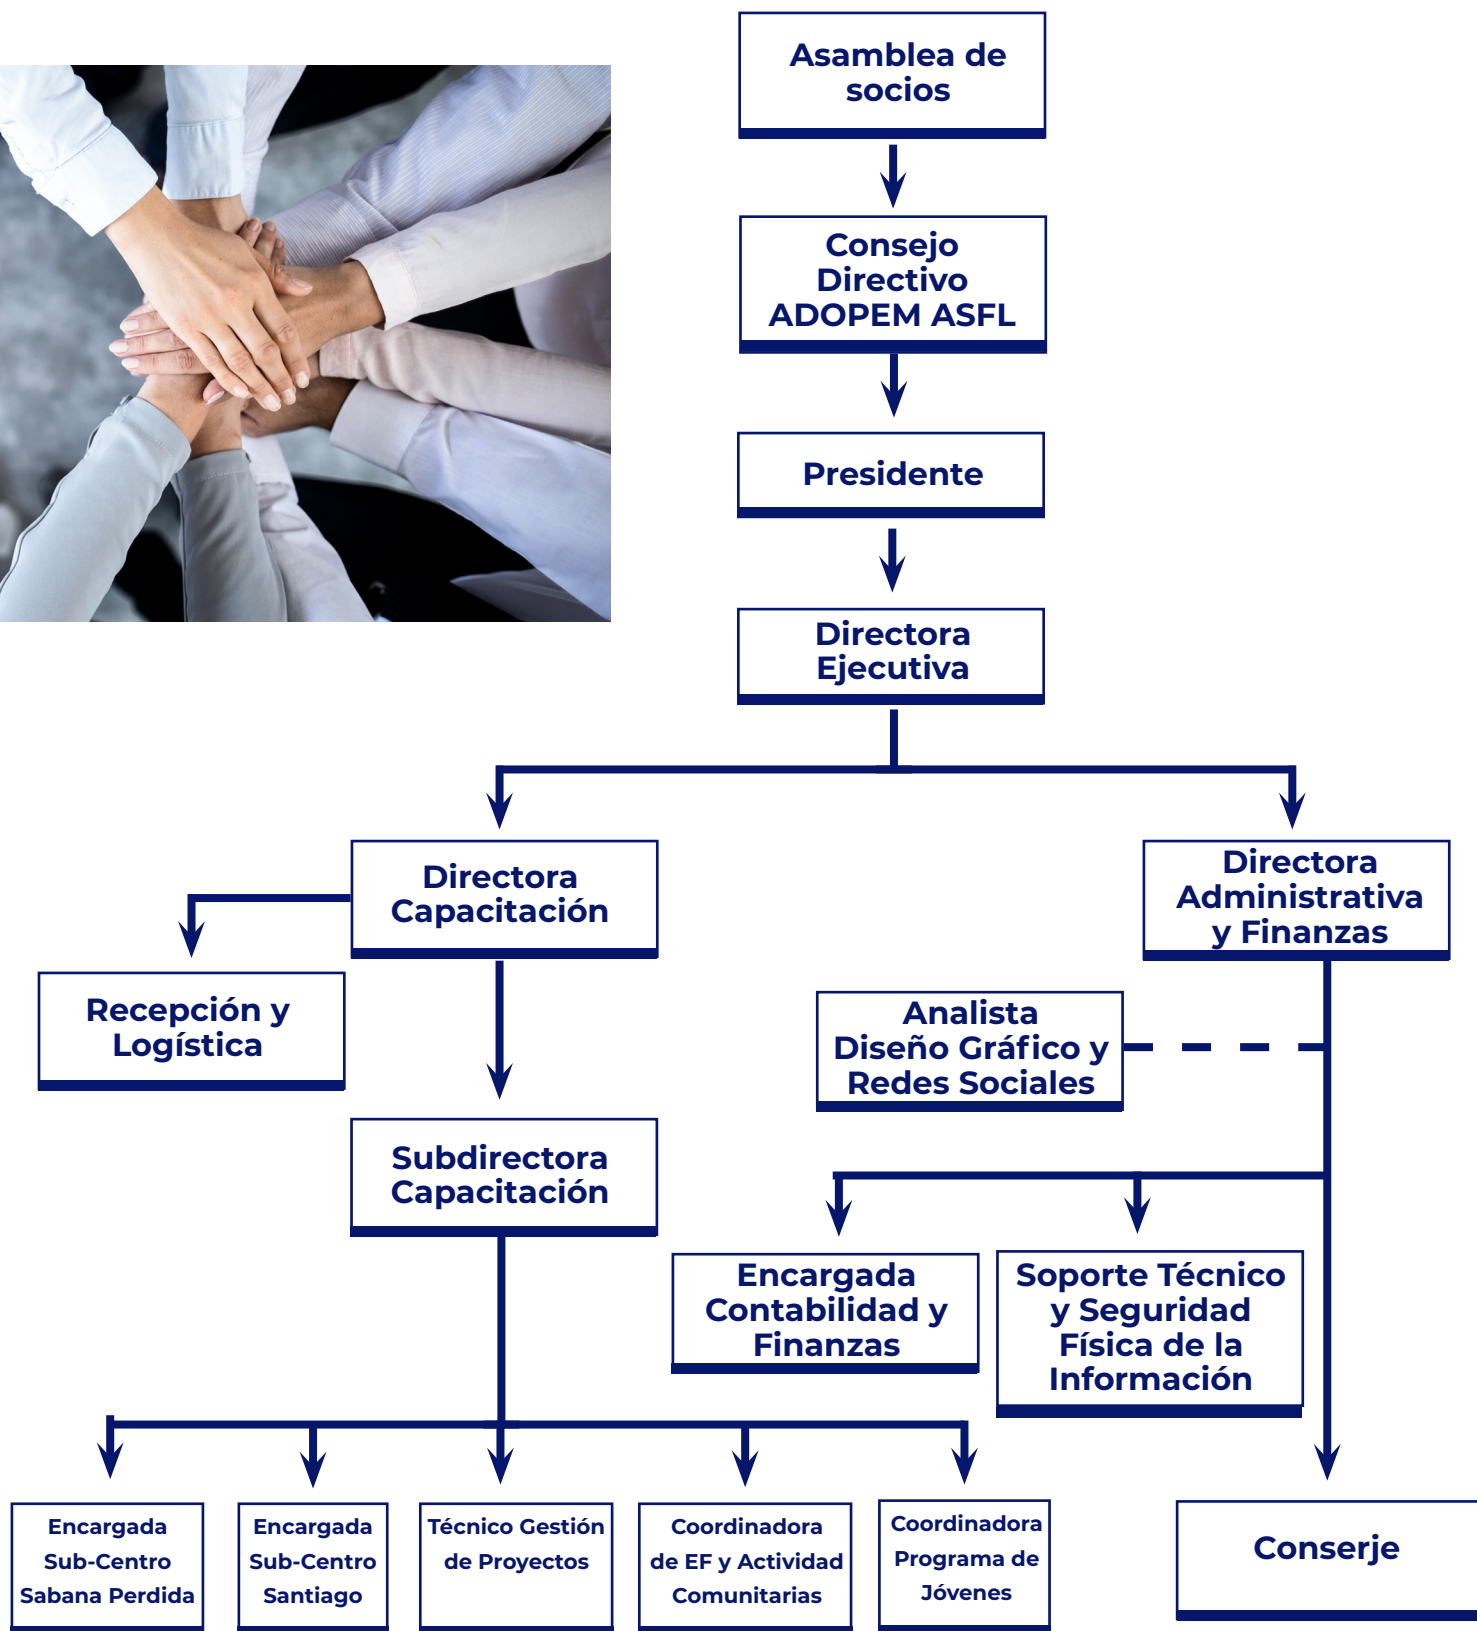 Asamblea de
socios
Consejo
Directivo
ADOPEM ASFL
Presidente
Directora
Ejecutiva
Directora
Capacitación
Directora
Administrativa
y Finanzas
Recepción y
Logística
Analista
Diseño Gráfico y
Redes Sociales
Subdirectora
Capacitación
Encargada
Contabilidad y
Finanzas
Soporte Técnico
y Seguridad
Física de la
Información
Encargada
Sub-Centro
Sabana Perdida
Encargada
Sub-Centro
Santiago
Técnico Gestión
de Proyectos
Coordinadora
de EF y Actividad
Comunitarias
Coordinadora
Programa de
Jóvenes
Conserje